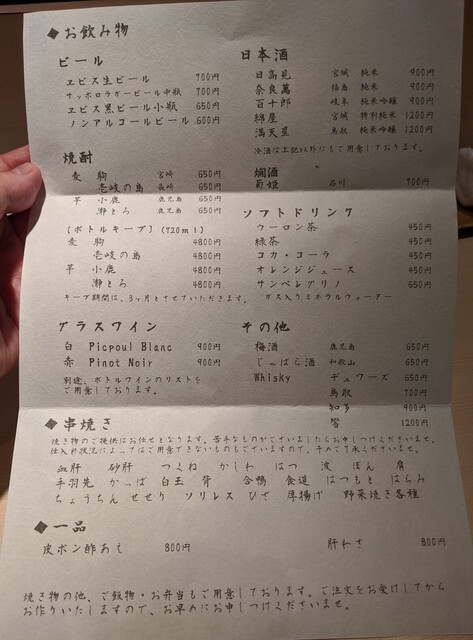 ◆お飲み物
ビール
ヱビス生ビール 700円
サッポロラガービール中瓶 700円
ヱビス黒ビール小瓶 650円
ノンアルコールビール 600円
日本酒
日高見 宮城 純米 900円
奈良萬 福島 純米 900円
百十郎 岐阜 純米吟醸 900円
綿屋 宮城 特別純米 1200円
満天星 鳥取 純米吟醸 1200円
冷酒は上記以外にもご用意しております。
焼酎
麦 駒 宮崎 650円
壱岐の島 長崎 650円
芋 小鹿 鹿児島 650円
瀞とろ 鹿児島 650円
燗酒
菊姫 石川 700円
[ボトルキープ] (720ml)
麦 駒 4800円
壱岐の島 4800円
芋 小鹿 4800円
瀞とろ 4800円
キープ期間は、3ヶ月とさせていただきます。
ソフトドリンク
ウーロン茶 450円
緑茶 450円
コカ・コーラ 450円
オレンジジュース 450円
サンペレグリノ 650円
ガス入りミネラルウォーター
グラスワイン
白 Picpoul Blanc 900円
赤 Pinot Noir 900円
別途、ボトルワインのリストを
ご用意しております。
その他
梅酒 鹿児島 650円
じゃばら酒 和歌山 650円
Whisky デュワーズ 650円
鳥取 700円
知多 900円
響 1200円
◆串焼き
焼き物のご提供はお任せとなります。苦手なものがございましたらお申しつけくださいませ。
仕入れ状況によってはご用意できないものもございますので、予めご了承くださいませ。
血肝 砂肝 つくね かしわ はつ 波 ぼん 肩
手羽先 かっぱ 白玉 背 合鴨 食道 はつもと はらみ
ちょうちん せせり ソリレス ひざ 厚揚げ 野菜焼き各種
◆一品
皮ポン酢あえ 800円 肝わさ 800円
焼き物の他、ご飯物・お弁当もご用意しております。ご注文をお受けしてから
お作りいたしますので、お早めにお申しつけくださいませ。